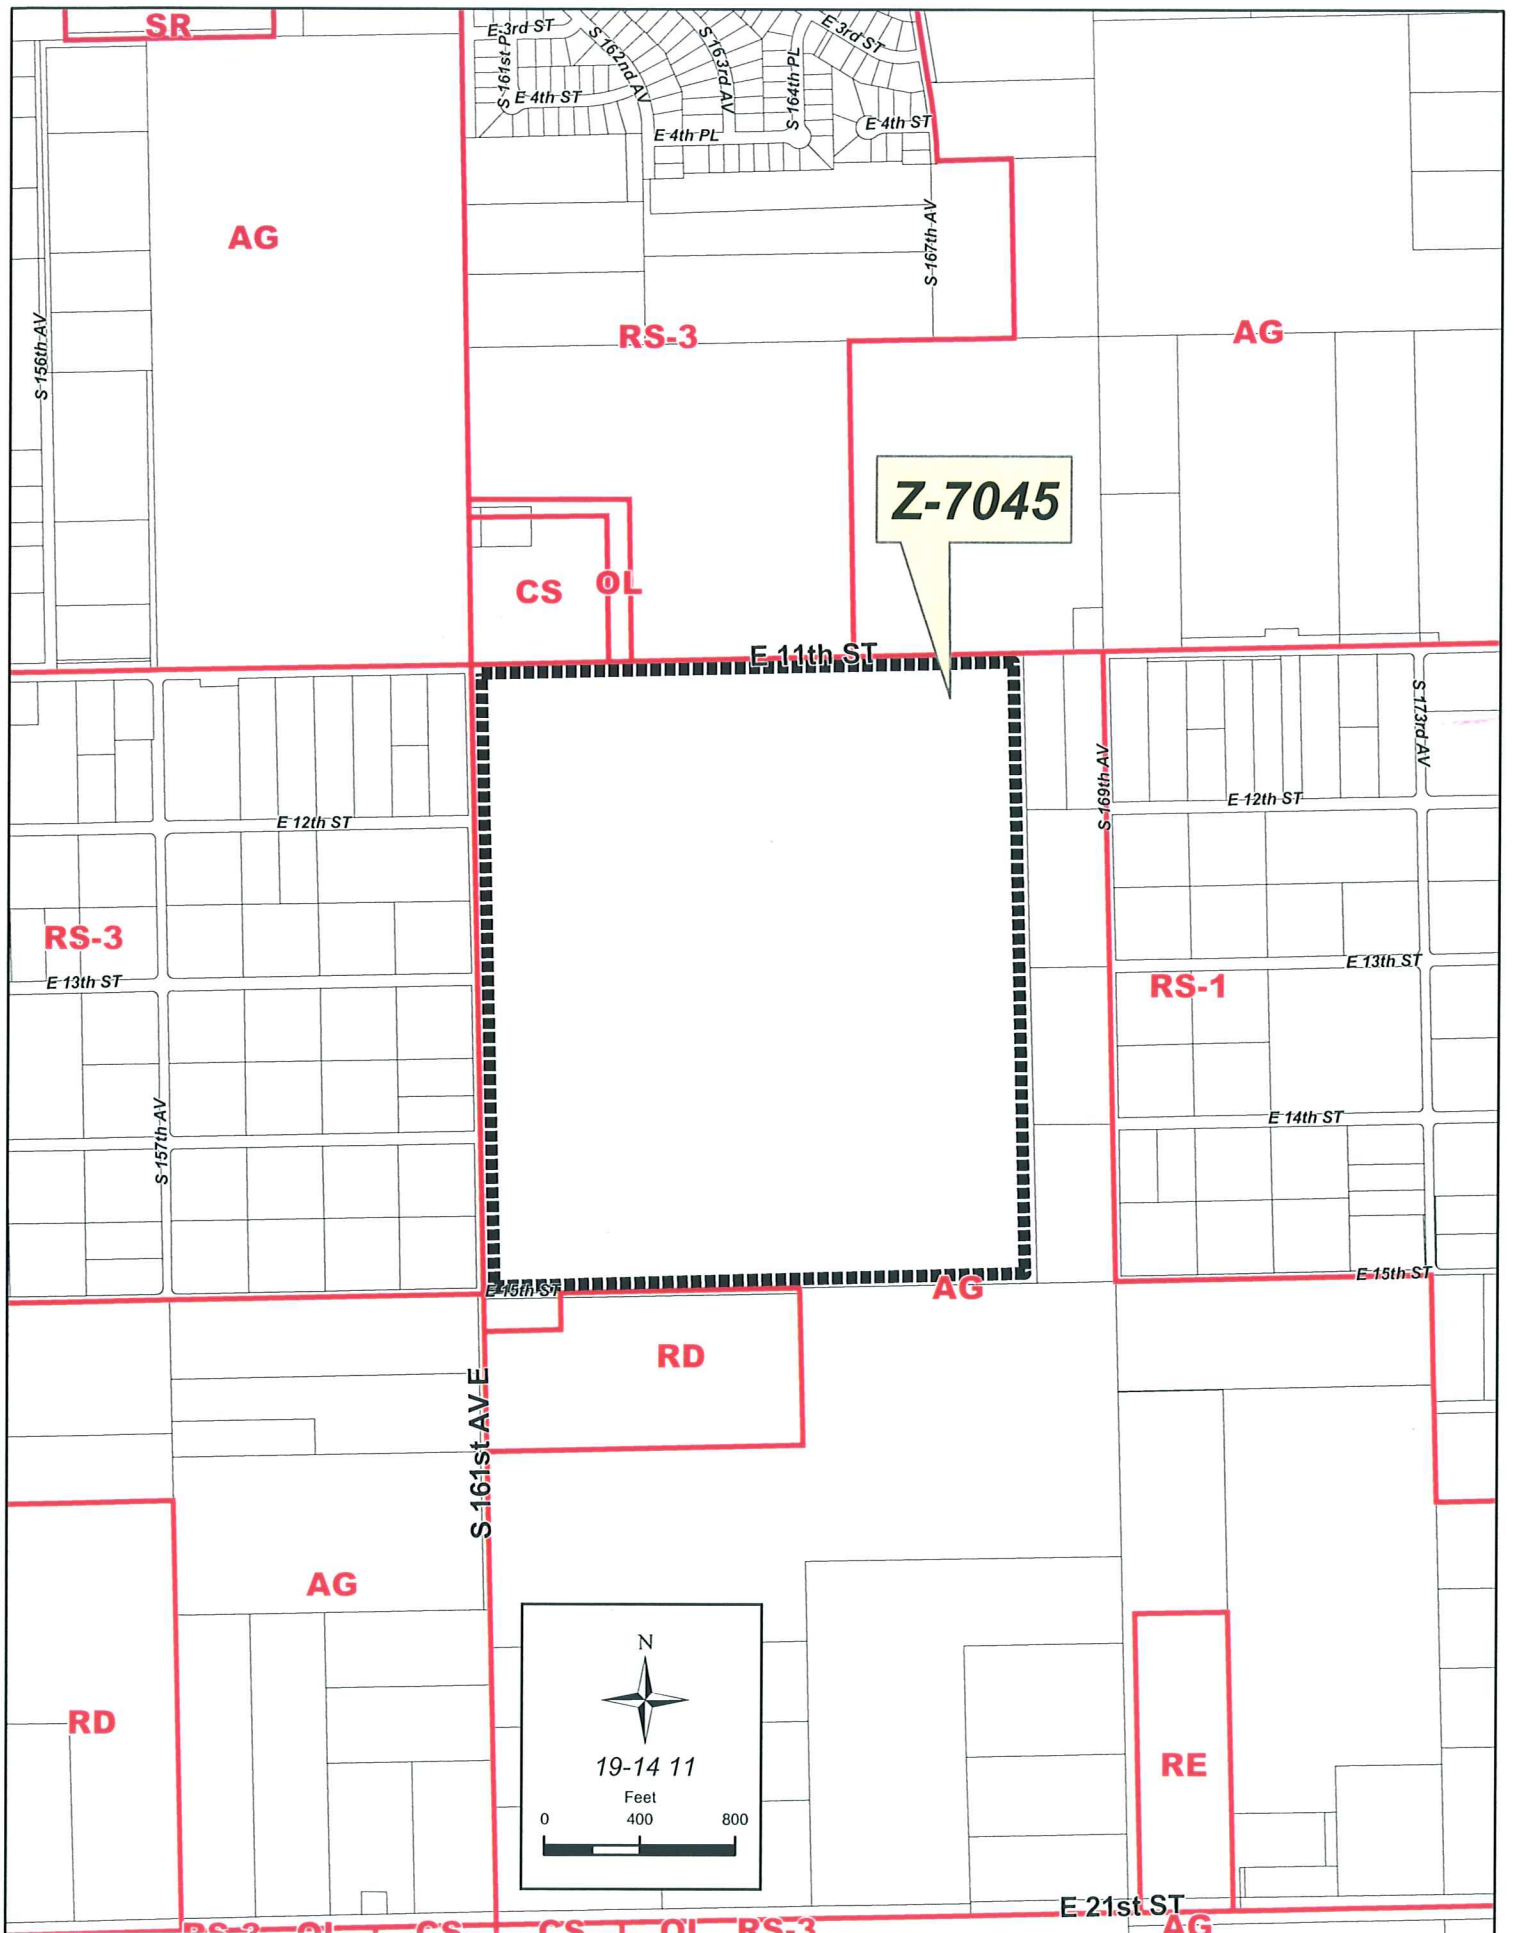 SR
E 3rd ST
S 161st PL
S 162nd AV
S 163rd AV
S 164th PL
E 3rd ST
E 4th ST
E 4th PL
E 4th ST
AG
S 167th AV
S 156th AV
RS-3
AG
Z-7045
CS
OL
E 11th ST
S 173rd AV
S 169th AV
E 12th ST
E 12th ST
RS-3
E 13th ST
E 13th ST
RS-1
S 157th AV
E 14th ST
E 15th ST
AG
E 15th ST
RD
S 161st AV E
AG
RD
N
19-14 11
Feet
0 400 800
RE
E 21st ST
RS-3 OL CS CS OL RS-3 AG